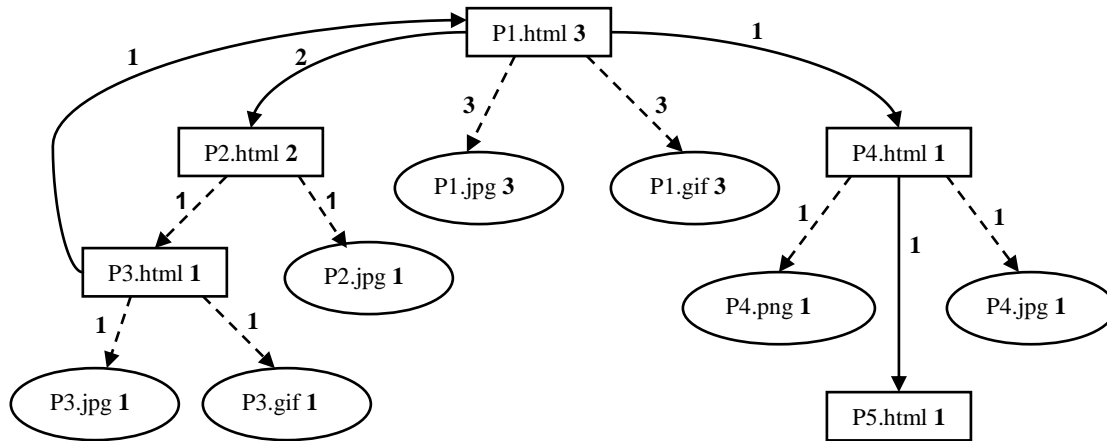 P1.html 3
1
2
1
3
3
P2.html 2
P1.jpg 3
P1.gif 3
P4.html 1
1
1
1
1
1
P3.html 1
P2.jpg 1
P4.png 1
P4.jpg 1
1
1
P3.jpg 1
P3.gif 1
P5.html 1